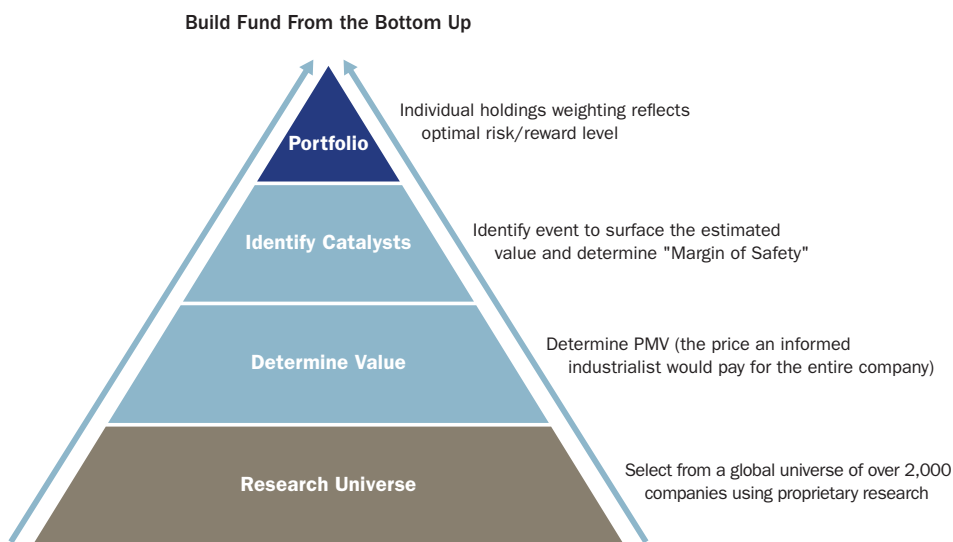 Build Fund From the Bottom Up
Portfolio
Individual holdings weighting reflects
optimal risk/reward level
Identify Catalysts
Identify event to surface the estimated
value and determine "Margin of Safety"
Determine Value
Determine PMV (the price an informed
industrialist would pay for the entire company)
Research Universe
Select from a global universe of over 2,000
companies using proprietary research